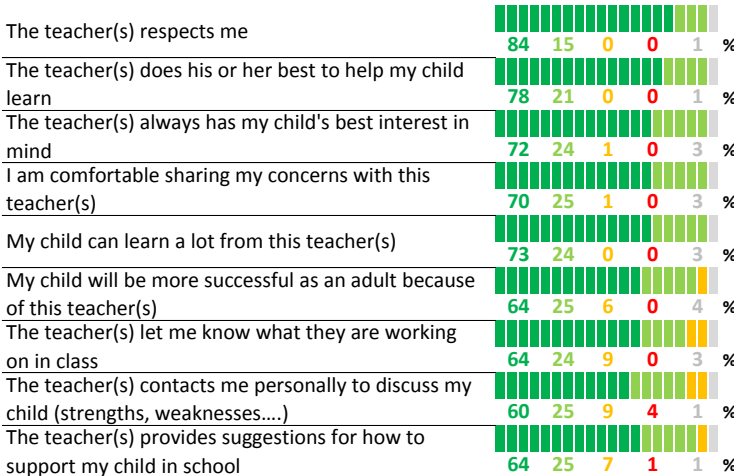 The teacher(s) respects me
84 15 0 0 1 %
The teacher(s) does his or her best to help my child
learn
78 21 0 0 1 %
The teacher(s) always has my child's best interest in
mind
72 24 1 0 3 %
I am comfortable sharing my concerns with this
teacher(s)
70 25 1 0 3 %
My child can learn a lot from this teacher(s)
73 24 0 0 3 %
My child will be more successful as an adult because
of this teacher(s)
64 25 6 0 4 %
The teacher(s) let me know what they are working
on in class
64 24 9 0 3 %
The teacher(s) contacts me personally to discuss my
child (strengths, weaknesses....)
60 25 9 4 1 %
The teacher(s) provides suggestions for how to
support my child in school
64 25 7 1 1 %